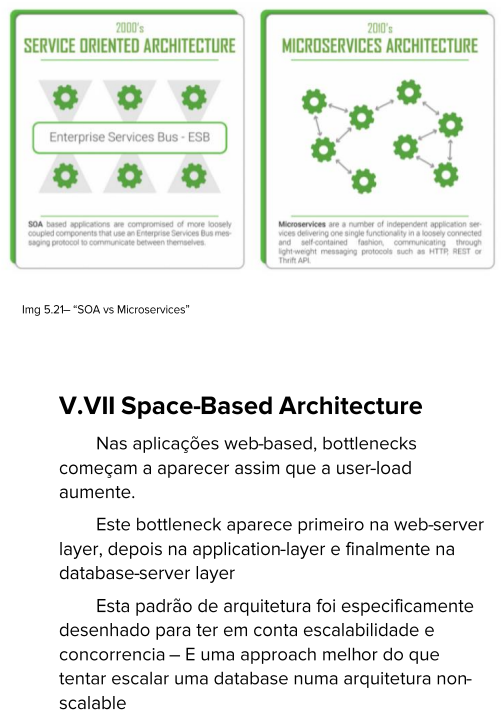 2000's
SERVICE ORIENTED ARCHITECTURE
Enterprise Services Bus - ESB
SOA based applications are compromised of more loosely
coupled components that use an Enterprise Services Bus mes-
saging protocol to communicate between themselves.
2010's
MICROSERVICES ARCHITECTURE
Microservices are a number of independent application ser-
vices delivering one single functionality in a loosely connected
and self-contained fashion, communicating through
light-weight messaging protocols such as HTTP, REST or
Thrift API.
Img 5.21– “SOA vs Microservices”
V.VII Space-Based Architecture
Nas aplicações web-based, bottlenecks
começam a aparecer assim que a user-load
aumente.
Este bottleneck aparece primeiro na web-server
layer, depois na application-layer e finalmente na
database-server layer
Esta padrão de arquitetura foi especificamente
desenhado para ter em conta escalabilidade e
concorrencia – E uma approach melhor do que
tentar escalar uma database numa arquitetura non-
scalable